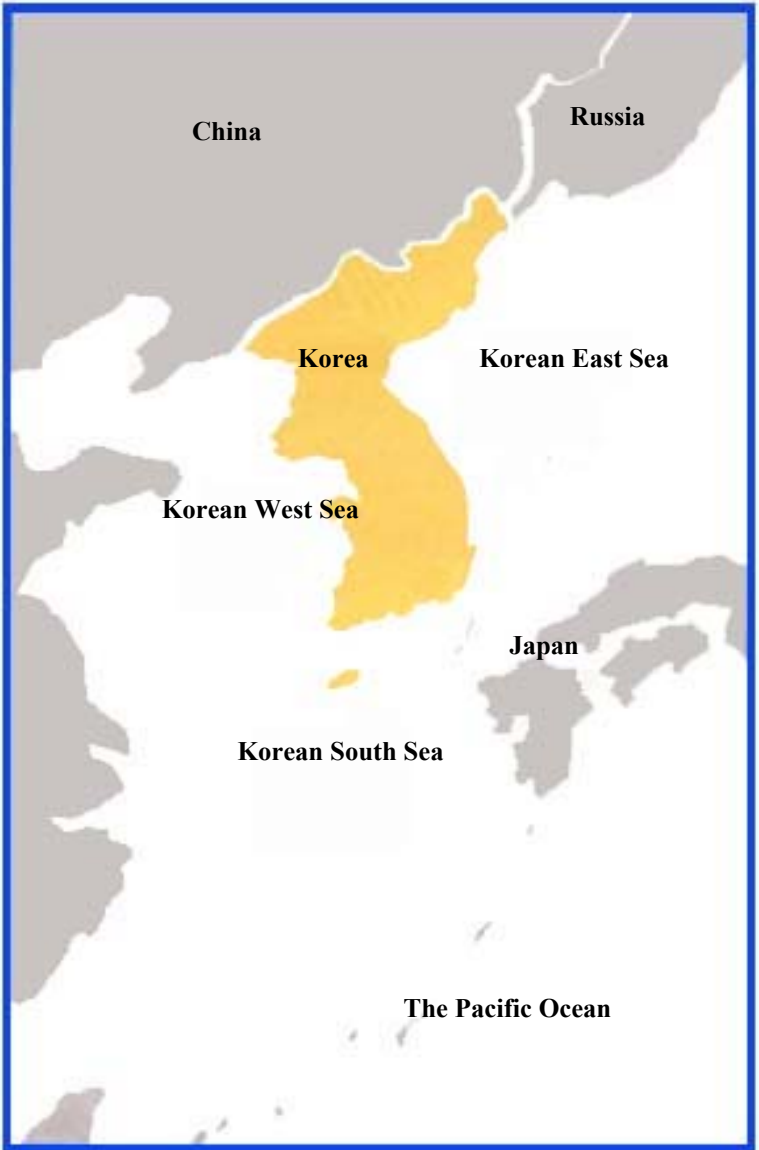 Russia
China
Korea
Korean East Sea
Korean West Sea
Japan
Korean South Sea
The Pacific Ocean